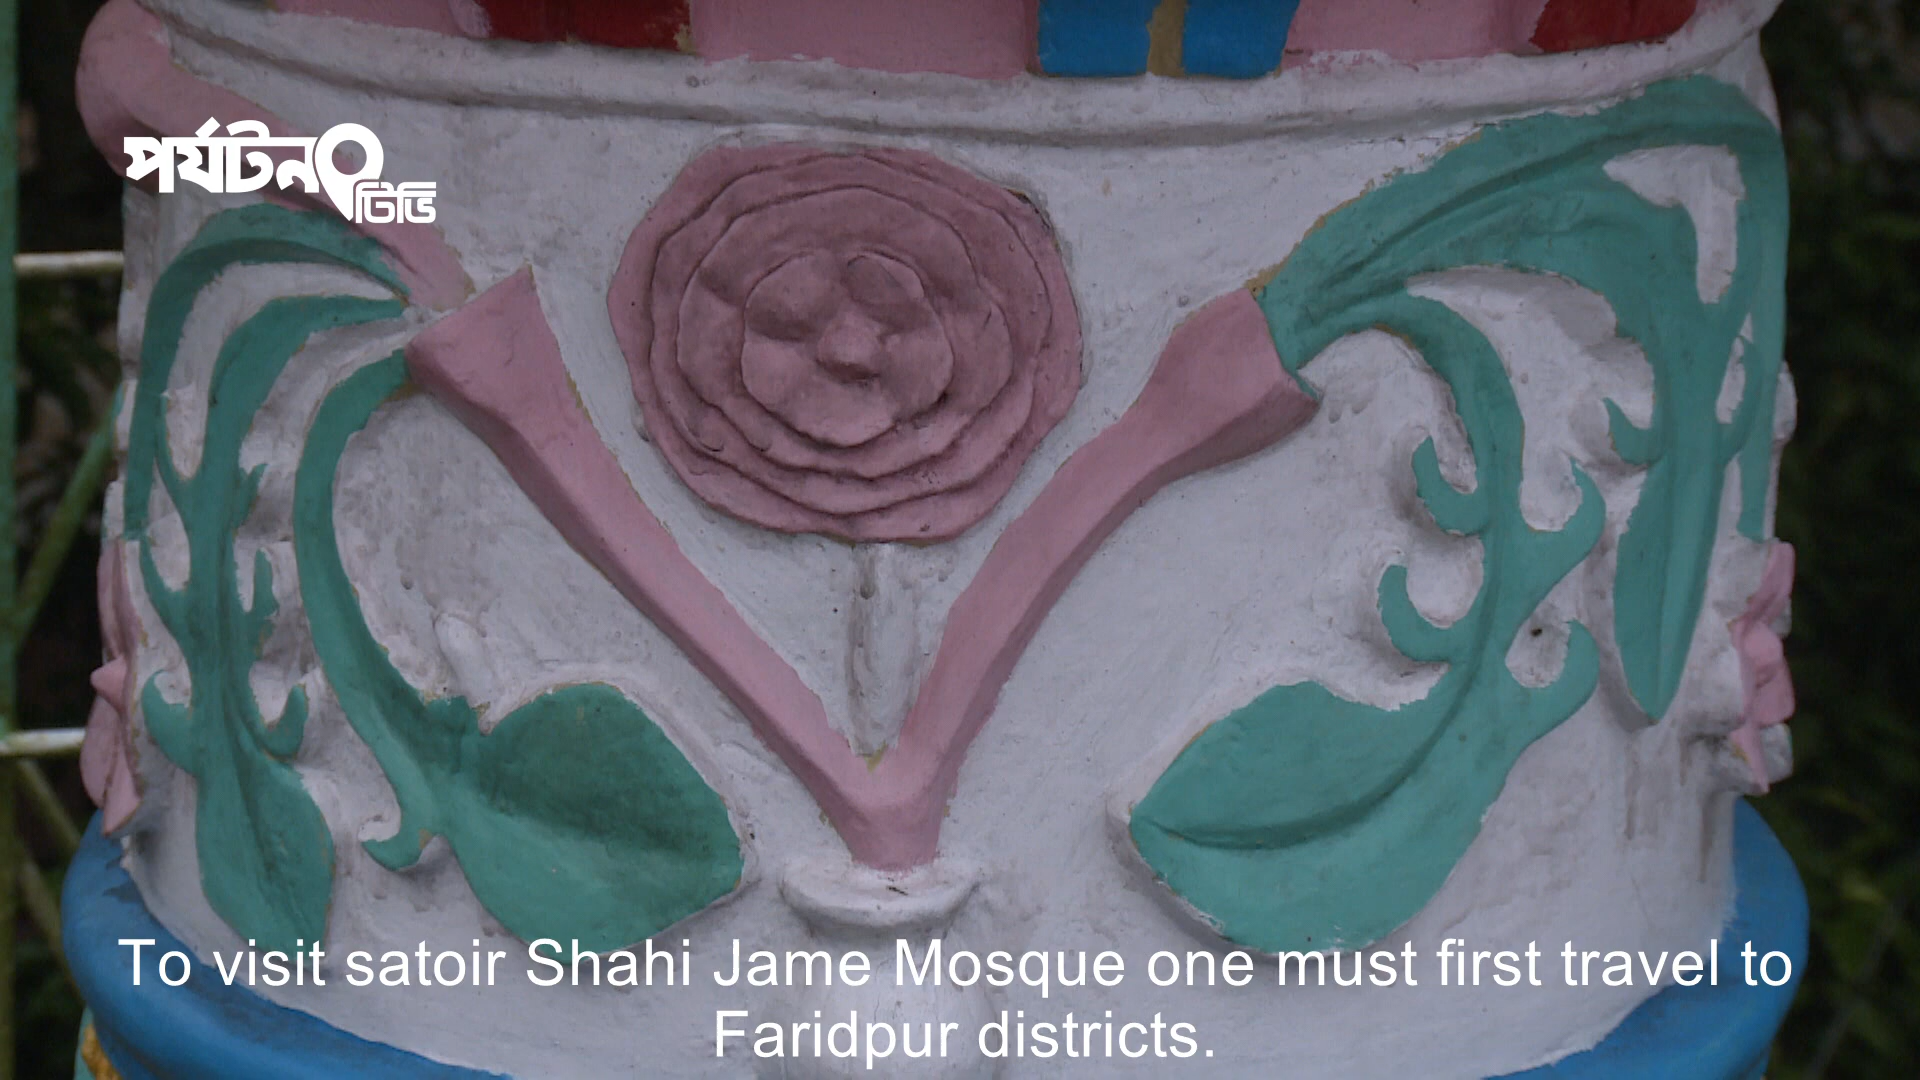 পর্যটন
টিভি
To visit satoir Shahi Jame Mosque one must first travel to
Faridpur districts.